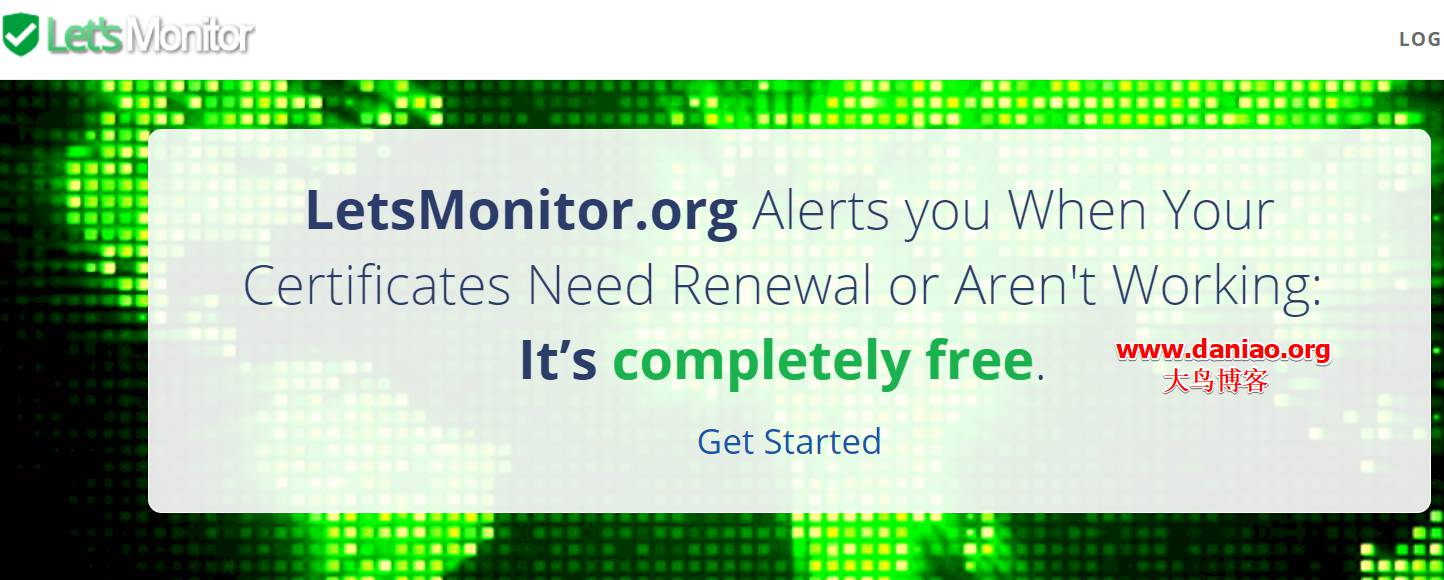 Let's Monitor
LOG
LetsMonitor.org Alerts you When Your
Certificates Need Renewal or Aren't Working:
It’s completely free.
www.daniao.org
大鸟博客
Get Started